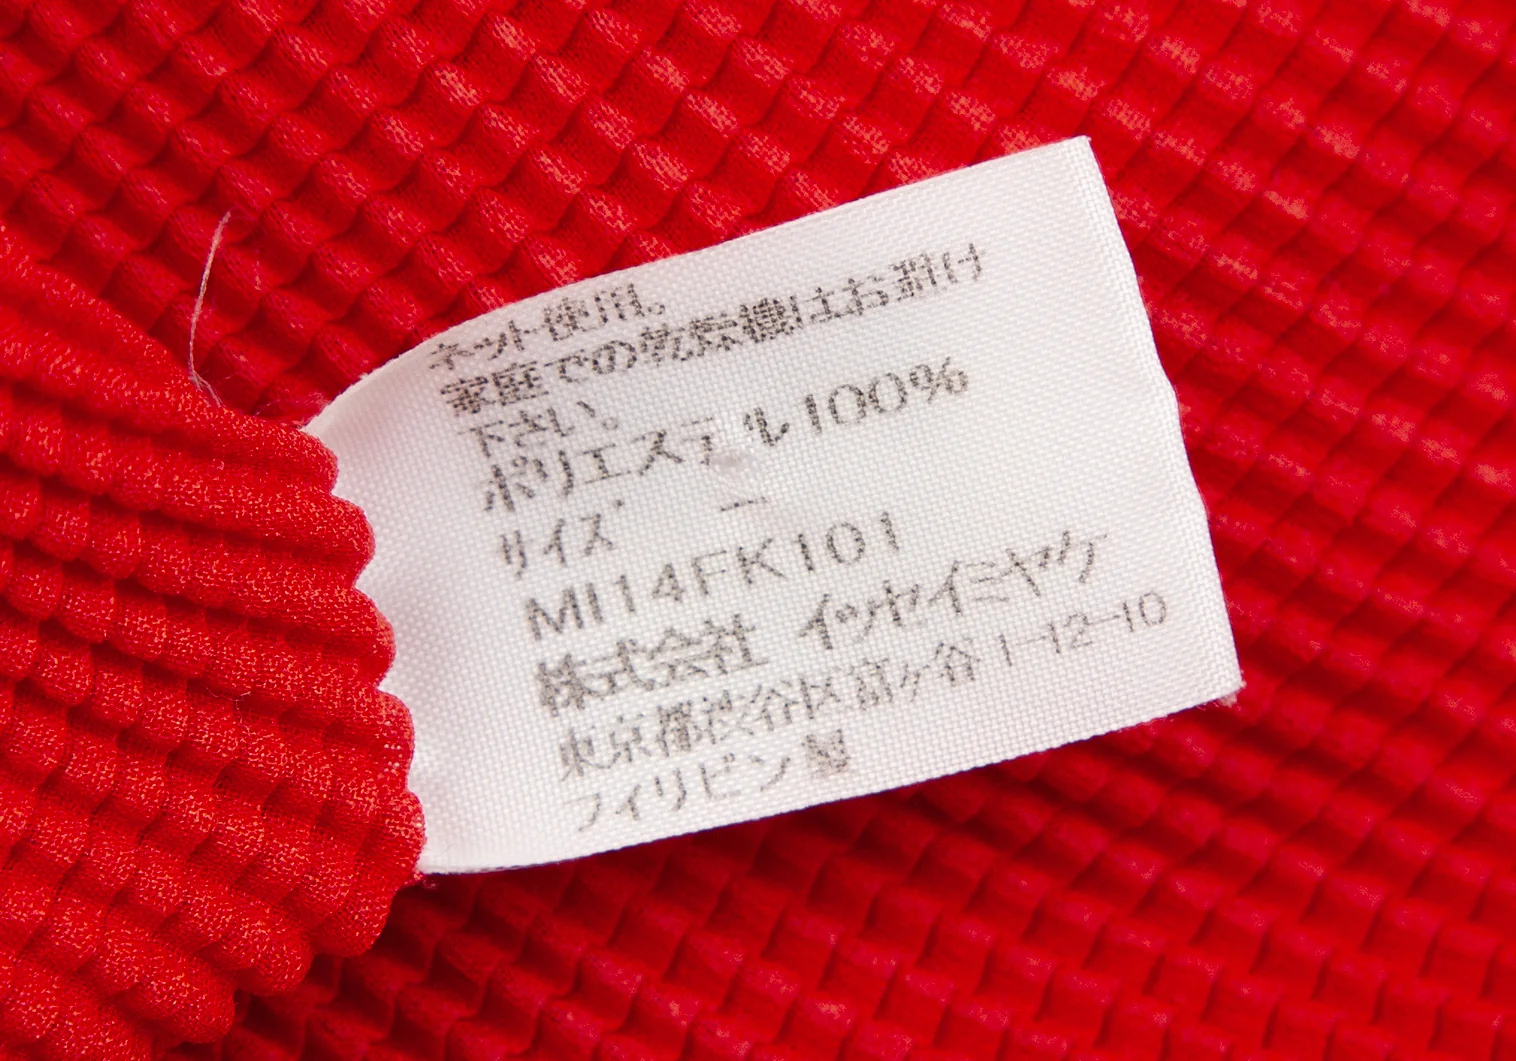 ネット使用。
家庭での乾燥機はお避け
下さい。
ポリエステル100%
サイズ －
MI14FK101
株式会社 イッセイミヤケ
東京都渋谷区富ヶ谷1-12-10
フィリピン製